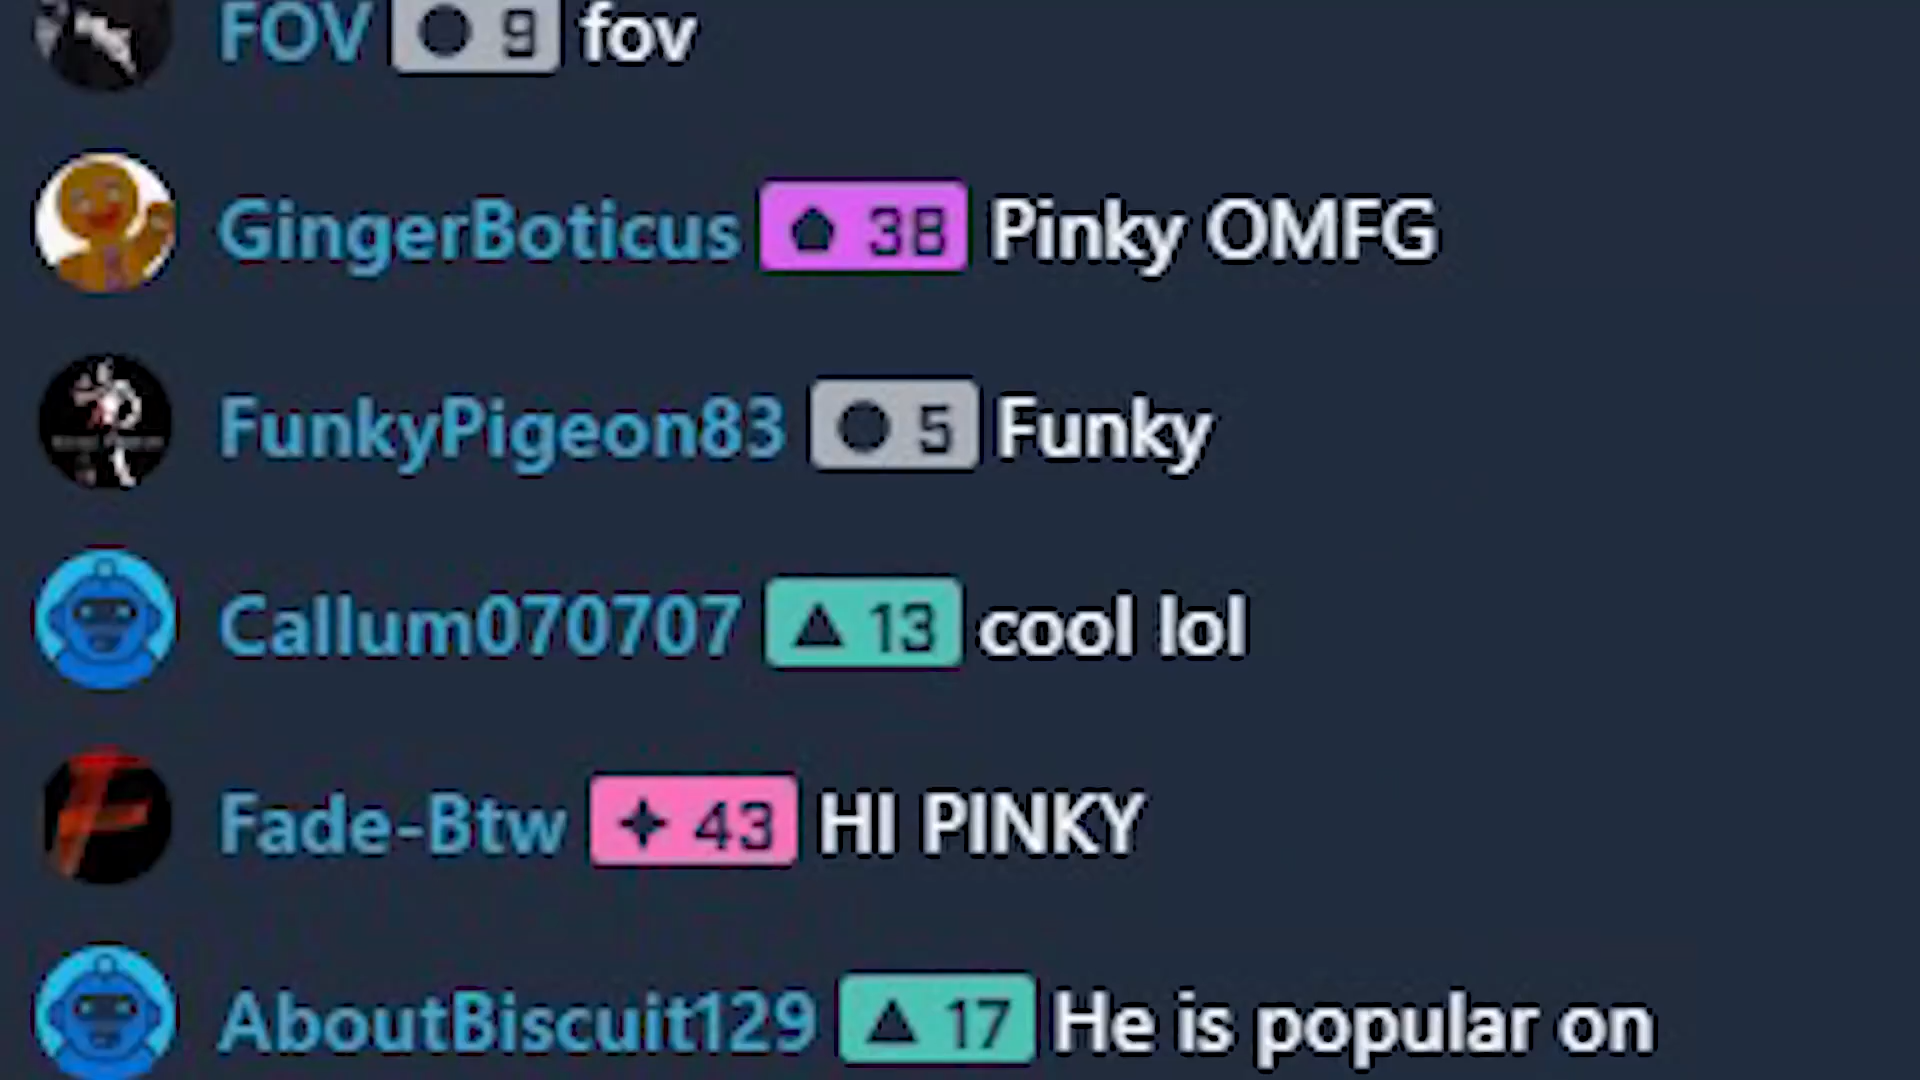 FOV 9 fov
GingerBoticus 38 Pinky OMFG
FunkyPigeon83 5 Funky
Callum070707 13 cool lol
Fade-Btw 43 HI PINKY
AboutBiscuit129 17 He is popular on